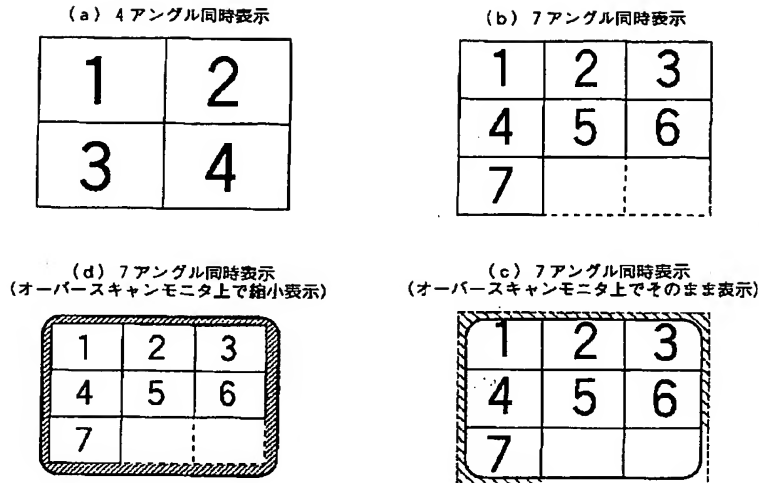 (a) 4アングル同時表示
1 2
3 4
(b) 7アングル同時表示
1 2 3
4 5 6
7
(d) 7アングル同時表示
(オーバースキャンモニタ上で縮小表示)
1 2 3
4 5 6
7
(c) 7アングル同時表示
(オーバースキャンモニタ上でそのまま表示)
1 2 3
4 5 6
7